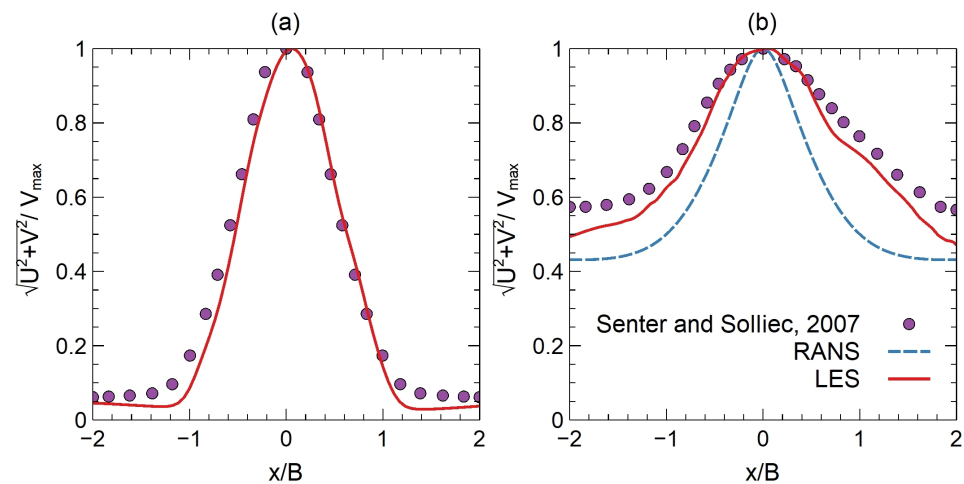 (a)
1
0.8
0.6
0.4
0.2
0
√U²+V²/ Vmax
−2
−1
0
1
2
x/B
(b)
1
0.8
0.6
0.4
0.2
0
√U²+V²/ Vmax
Senter and Solliec, 2007
RANS
LES
−2
−1
0
1
2
x/B